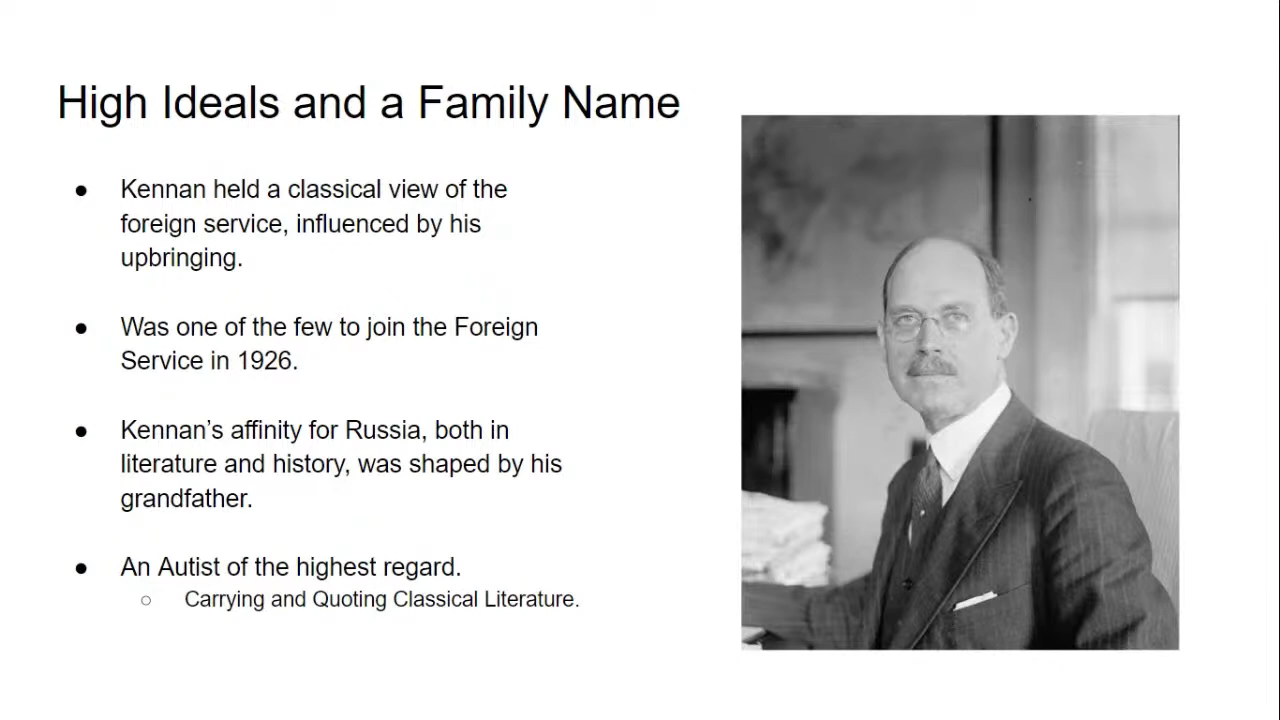 High Ideals and a Family Name
● Kennan held a classical view of the
foreign service, influenced by his
upbringing.
● Was one of the few to join the Foreign
Service in 1926.
● Kennan’s affinity for Russia, both in
literature and history, was shaped by his
grandfather.
● An Autist of the highest regard.
○ Carrying and Quoting Classical Literature.